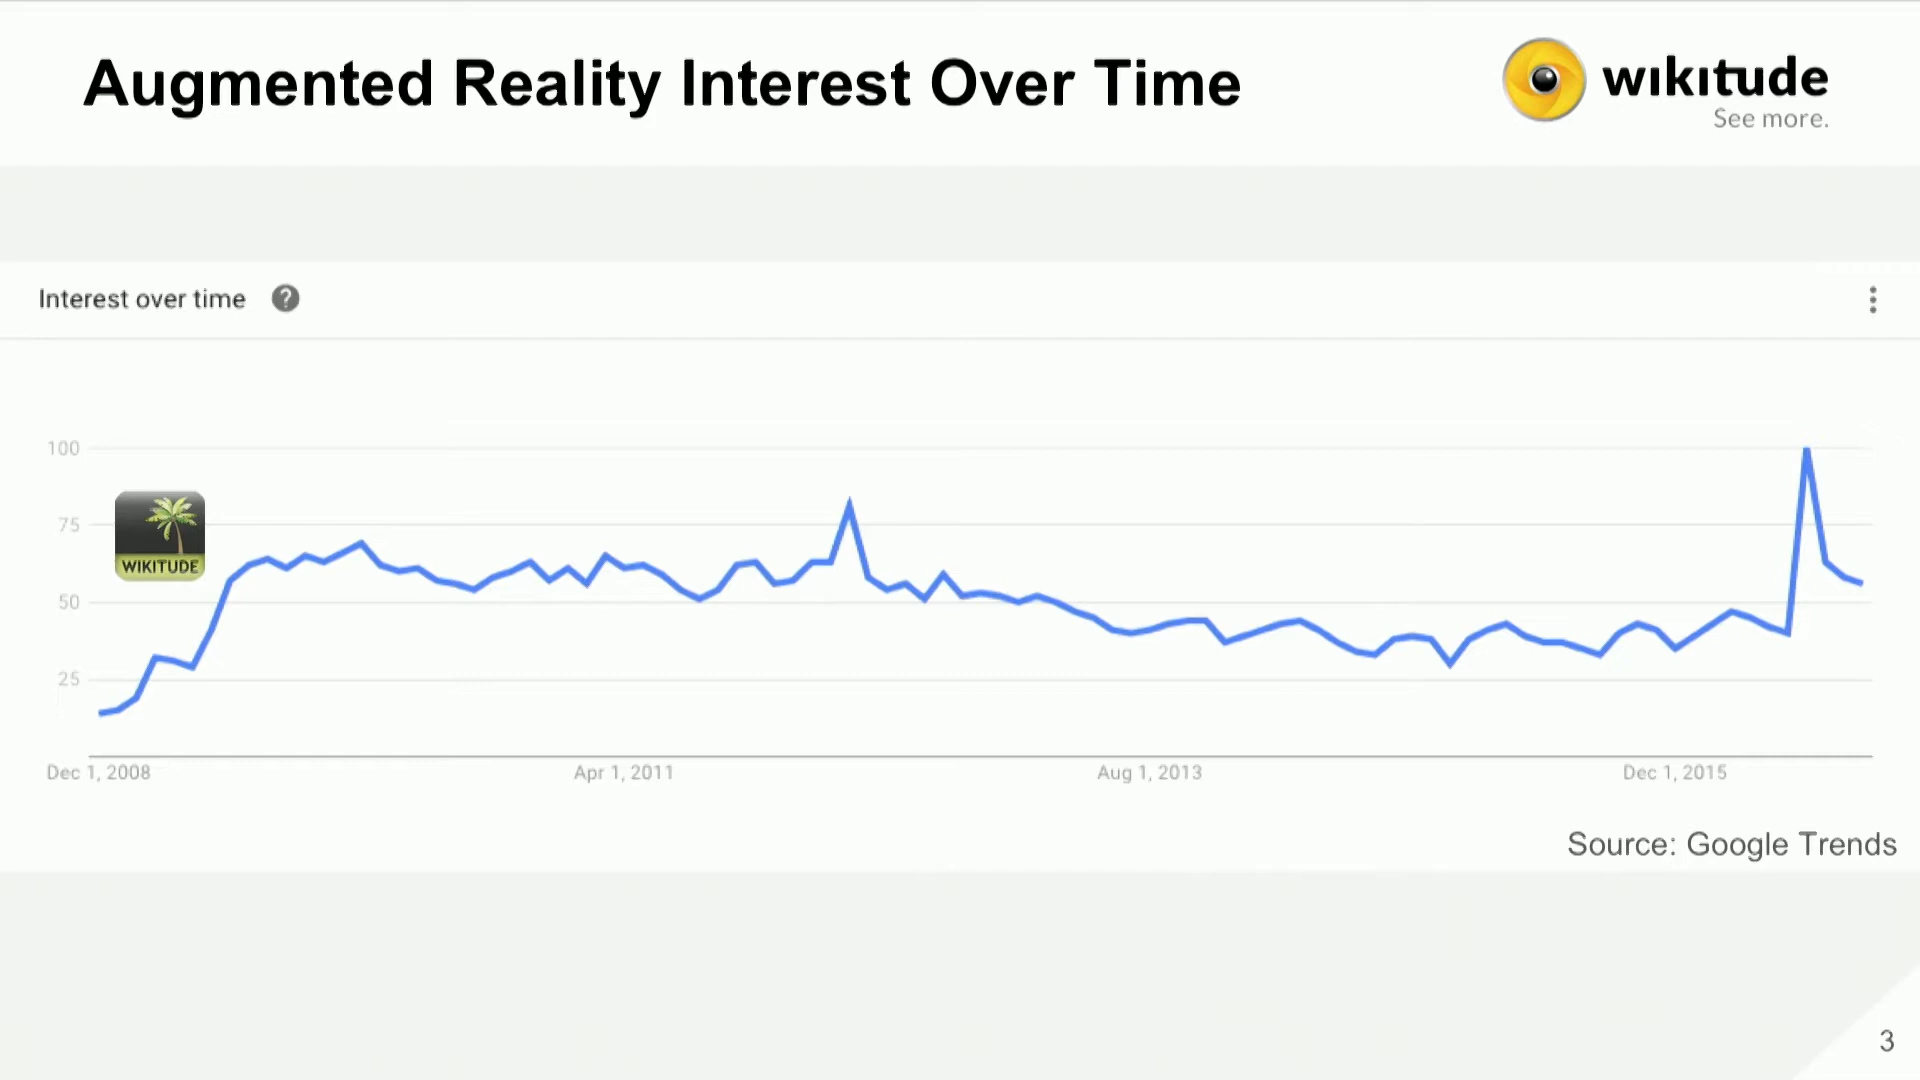 Augmented Reality Interest Over Time
wikitude
See more.
Interest over time ?
100
75
50
25
WIKITUDE
Dec 1, 2008
Apr 1, 2011
Aug 1, 2013
Dec 1, 2015
Source: Google Trends
3